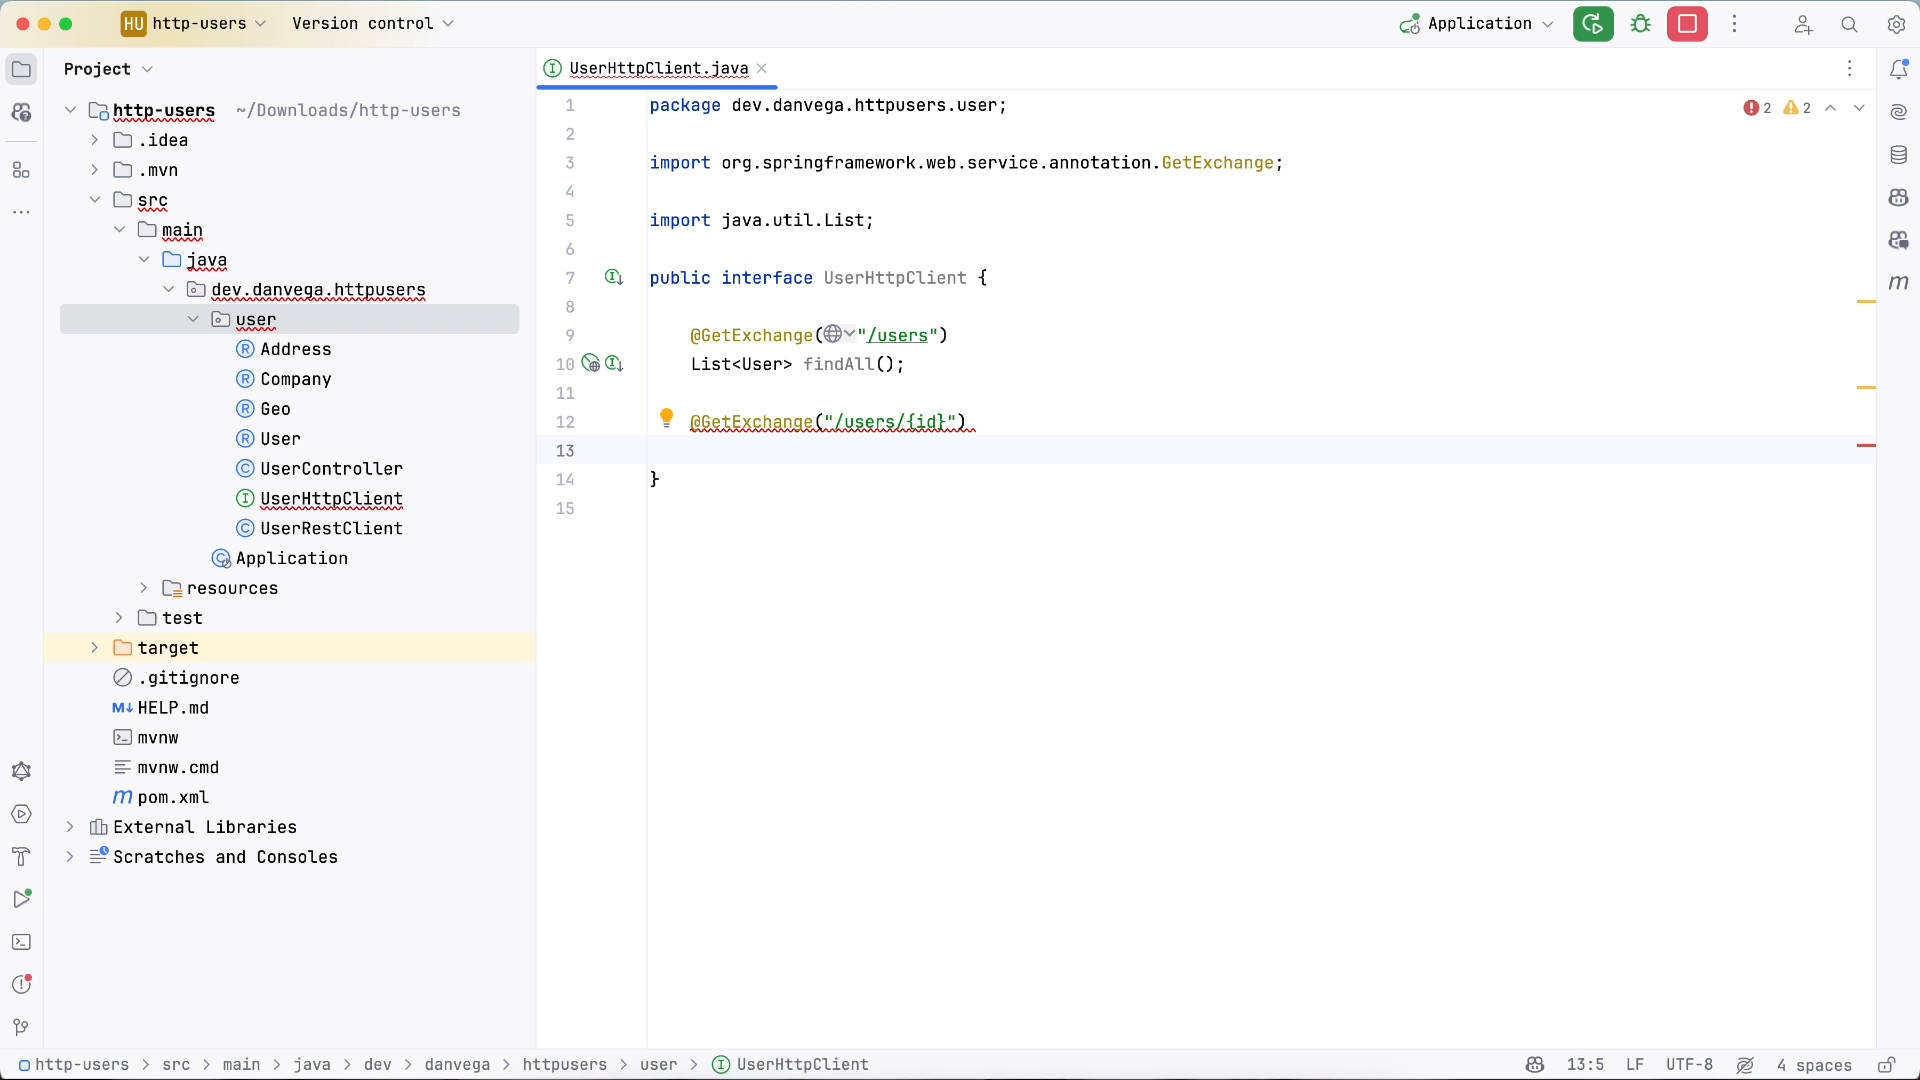 HU http-users Version control Application
Project
http-users ~/Downloads/http-users
.idea
.mvn
src
main
java
dev.danvega.httpusers
user
R Address
R Company
R Geo
R User
C UserController
I UserHttpClient
C UserRestClient
C Application
resources
test
target
.gitignore
M↓ HELP.md
mvnw
mvnw.cmd
m pom.xml
External Libraries
Scratches and Consoles
I UserHttpClient.java
2 2
m
1 package dev.danvega.httpusers.user;
2
3 import org.springframework.web.service.annotation.GetExchange;
4
5 import java.util.List;
6
7 public interface UserHttpClient {
8
9 @GetExchange("/users")
10 List<User> findAll();
11
12 @GetExchange("/users/{id}")
13
14 }
15
http-users > src > main > java > dev > danvega > httpusers > user > I UserHttpClient
13:5 LF UTF-8 4 spaces